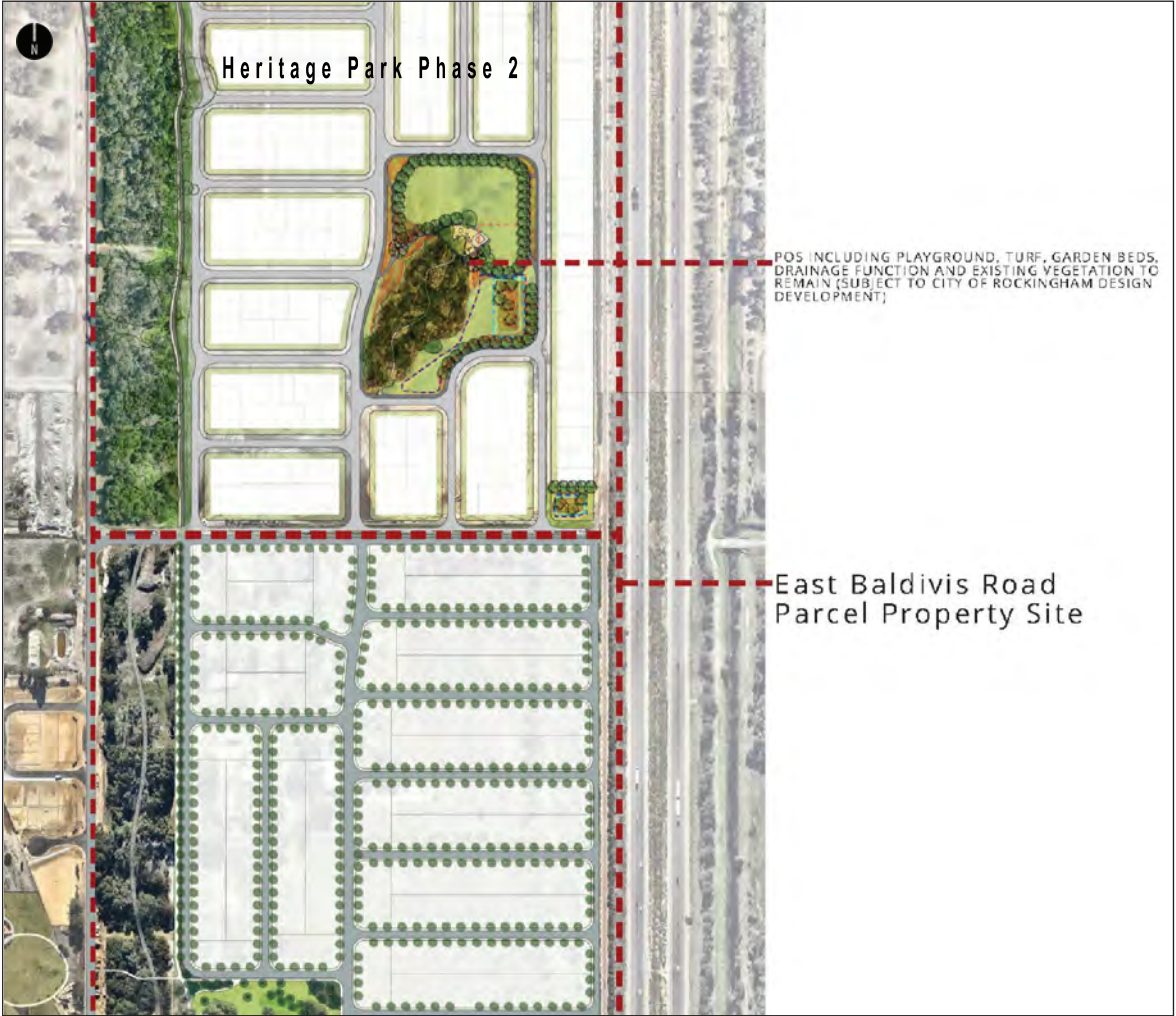 N
Heritage Park Phase 2
POS INCLUDING PLAYGROUND, TURF, GARDEN BEDS,
DRAINAGE FUNCTION AND EXISTING VEGETATION TO
REMAIN (SUBJECT TO CITY OF ROCKINGHAM DESIGN
DEVELOPMENT)
East Baldivis Road
Parcel Property Site